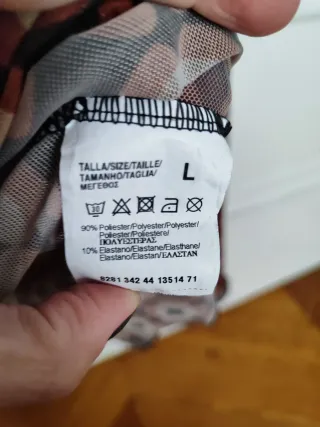 TALLA/SIZE/TAILLE/
TAMANHO/TAGLIA/
ΜΕΓΕΘΟΣ
L
30
90% Poliester/Polyester/Polyester/
Poliester/Poliestere/
ΠΟΛΥΕΣΤΕΡΑΣ
10% Elastano/Elastane/Elasthane/
Elastano/Elastan/ΕΛΑΣΤΑΝ
8281 342 44 13514 71